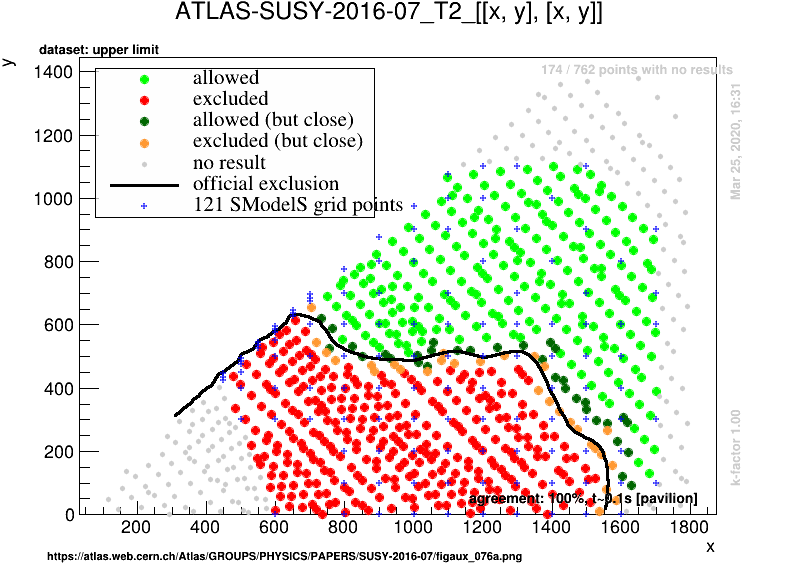 ATLAS-SUSY-2016-07_T2_[[x, y], [x, y]]
dataset: upper limit
y
174 / 762 points with no results
allowed
excluded
allowed (but close)
excluded (but close)
no result
official exclusion
121 SModelS grid points
Mar 25, 2020, 16:31
k-factor 1.00
1400
1200
1000
800
600
400
200
0
agreement: 100%, t~0.1s [pavilion]
200 400 600 800 1000 1200 1400 1600 1800
x
https://atlas.web.cern.ch/Atlas/GROUPS/PHYSICS/PAPERS/SUSY-2016-07/figaux_076a.png